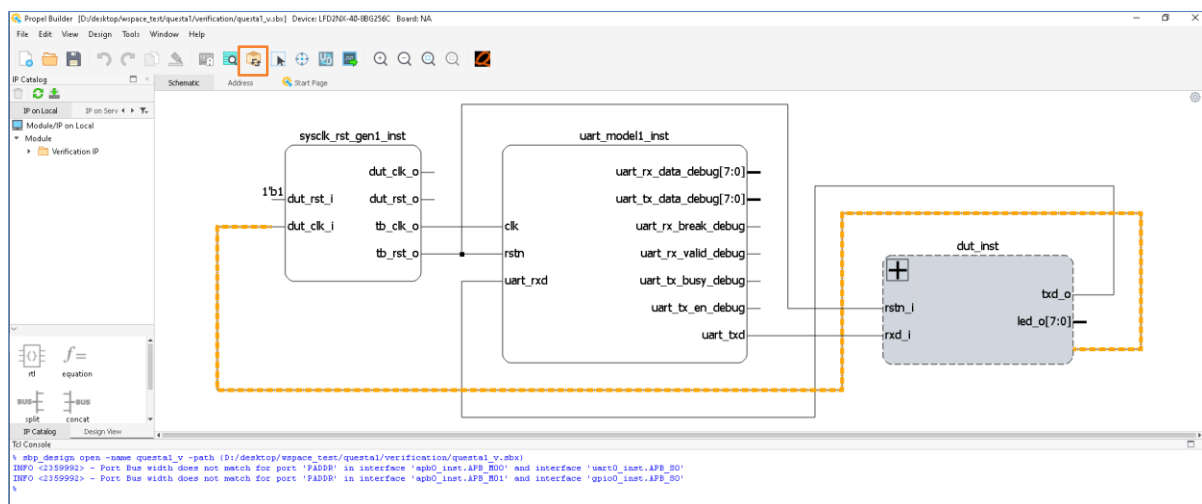 Propel Builder [D:/desktop/wspace_test/questa1/verification/questa1_v.sbx] Device: LFD2NX-40-8BG256C Board: NA
File Edit View Design Tools Window Help
IP Catalog
Schematic Address Start Page
IP on Local IP on Serv
Module/IP on Local
Module
Verification IP
sysclk_rst_gen1_inst
dut_clk_o
1'b1
dut_rst_i dut_rst_o
dut_clk_i tb_clk_o
tb_rst_o
uart_model1_inst
uart_rx_data_debug[7:0]
uart_tx_data_debug[7:0]
clk uart_rx_break_debug
rstn uart_rx_valid_debug
uart_rxd uart_tx_busy_debug
uart_tx_en_debug
uart_txd
dut_inst
txd_o
rstn_i
led_o[7:0]
rxd_i
rtl equation
BUS BUS
split concat
IP Catalog Design View
Tcl Console
% sbp_design open -name questa1_v -path {D:/desktop/wspace_test/questa1/verification/questa1_v.sbx}
INFO <2359992> - Port Bus width does not match for port 'PADDR' in interface 'apb0_inst.APB_M00' and interface 'uart0_inst.APB_S0'
INFO <2359992> - Port Bus width does not match for port 'PADDR' in interface 'apb0_inst.APB_M01' and interface 'gpio0_inst.APB_S0'
%